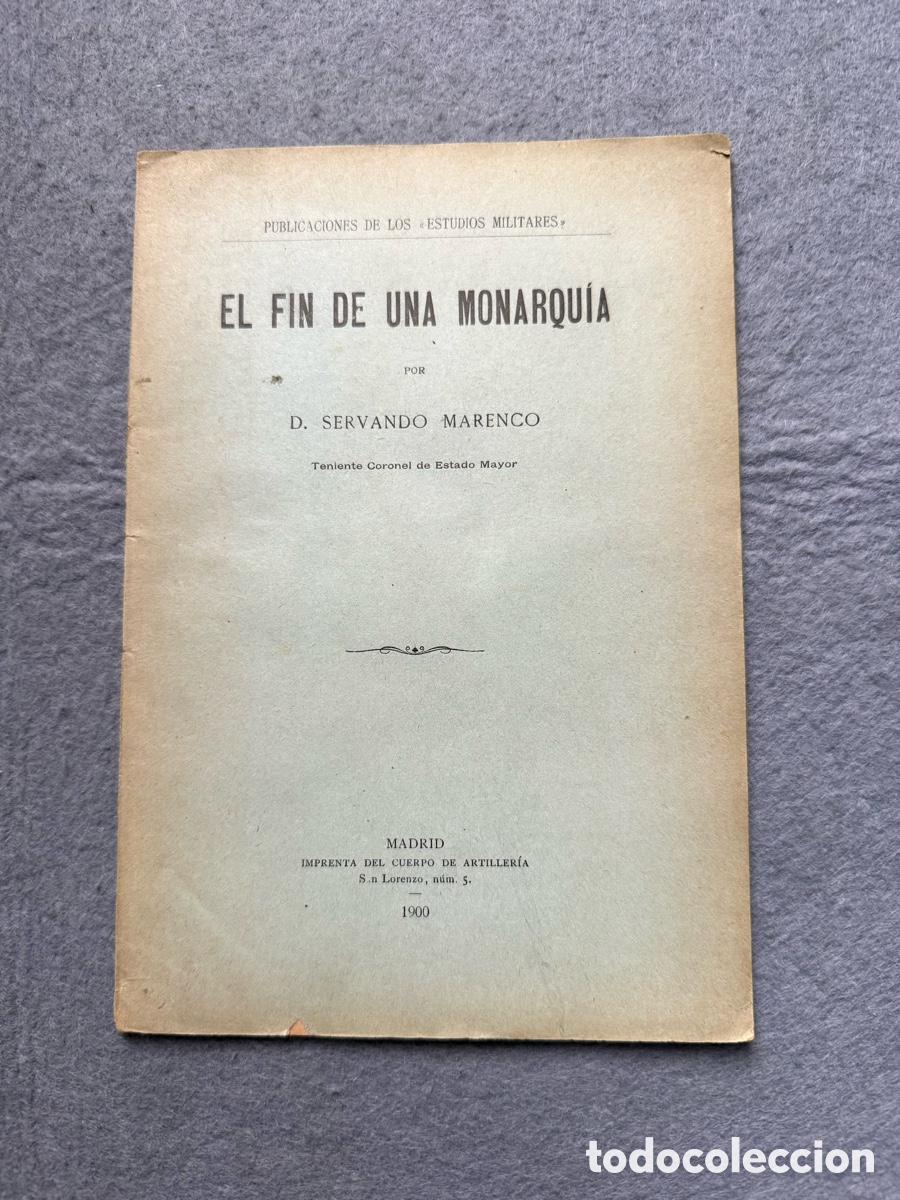 PUBLICACIONES DE LOS «ESTUDIOS MILITARES»
EL FIN DE UNA MONARQUÍA
POR
D. SERVANDO MARENCO
Teniente Coronel de Estado Mayor
MADRID
IMPRENTA DEL CUERPO DE ARTILLERÍA
S n Lorenzo, núm. 5.
1900
todocoleccion